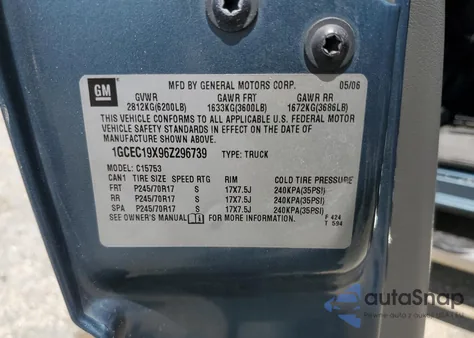 GM
MFD BY GENERAL MOTORS CORP. 05/06
GVWR GAWR FRT GAWR RR
2812KG(6200LB) 1633KG(3600LB) 1672KG(3686LB)
THIS VEHICLE CONFORMS TO ALL APPLICABLE U.S. FEDERAL MOTOR
VEHICLE SAFETY STANDARDS IN EFFECT ON THE DATE OF
MANUFACTURE SHOWN ABOVE.
1GCEC19X96Z296739 TYPE: TRUCK
MODEL: C15753
CAN1 TIRE SIZE SPEED RTG RIM COLD TIRE PRESSURE
FRT P245/70R17 S 17X7.5J 240KPA(35PSI)
RR P245/70R17 S 17X7.5J 240KPA(35PSI)
SPA P245/70R17 S 17X7.5J 240KPA(35PSI)
SEE OWNER'S MANUAL FOR MORE INFORMATION. F 424
T 594
autoSnap
Pewne auto z aukcji w USA